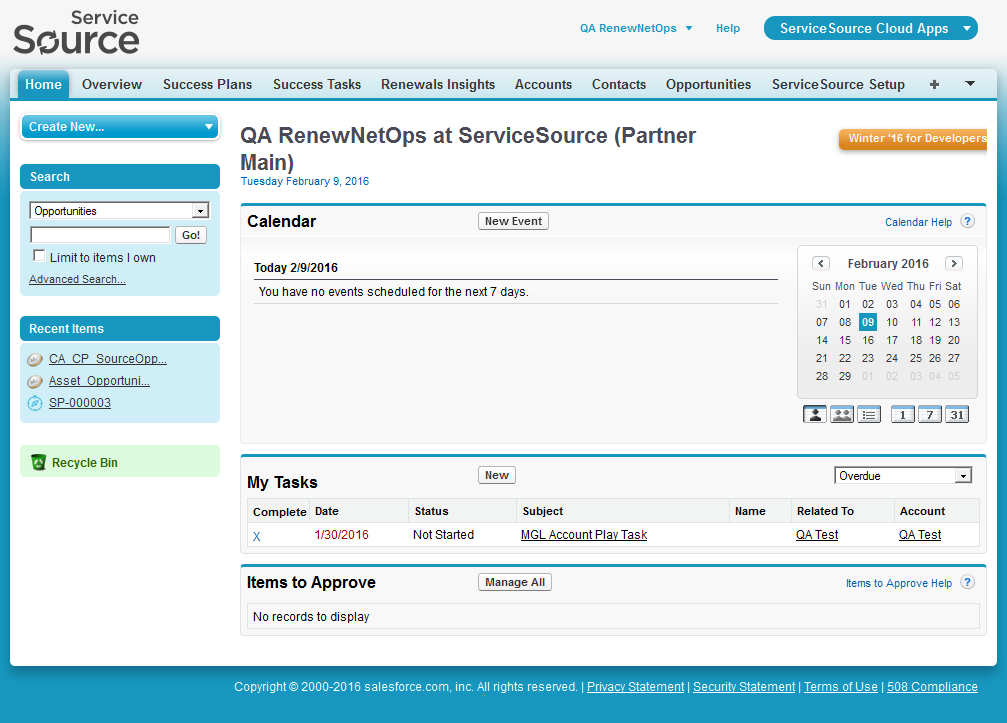 Service
Source
QA RenewNetOps Help ServiceSource Cloud Apps
Home Overview Success Plans Success Tasks Renewals Insights Accounts Contacts Opportunities ServiceSource Setup +
Create New...
Search
Opportunities
Go!
Limit to items I own
Advanced Search...
Recent Items
CA_CP_SourceOpp...
Asset_Opportuni...
SP-000003
Recycle Bin
QA RenewNetOps at ServiceSource (Partner
Main)
Tuesday February 9, 2016
Winter '16 for Developers
Calendar New Event Calendar Help ?
Today 2/9/2016
You have no events scheduled for the next 7 days.
< February 2016 >
Sun Mon Tue Wed Thu Fri Sat
31 01 02 03 04 05 06
07 08 09 10 11 12 13
14 15 16 17 18 19 20
21 22 23 24 25 26 27
28 29 01 02 03 04 05
1 7 31
My Tasks New Overdue
Complete Date Status Subject Name Related To Account
X 1/30/2016 Not Started MGL Account Play Task QA Test QA Test
Items to Approve Manage All Items to Approve Help ?
No records to display
Copyright © 2000-2016 salesforce.com, inc. All rights reserved. | Privacy Statement | Security Statement | Terms of Use | 508 Compliance